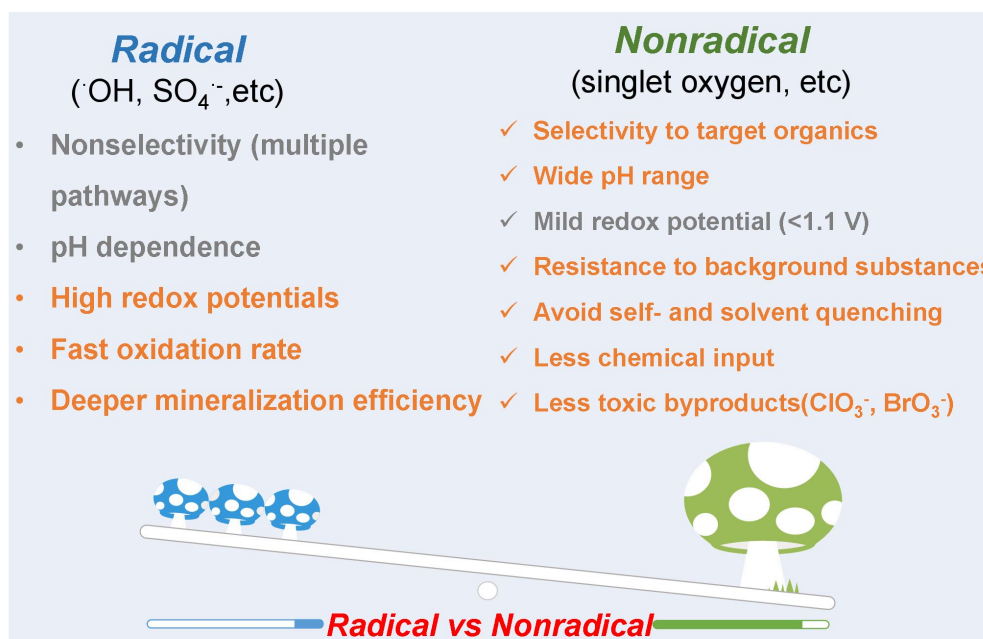 Radical
(·OH, SO₄·⁻,etc)
• Nonselectivity (multiple
pathways)
• pH dependence
• High redox potentials
• Fast oxidation rate
• Deeper mineralization efficiency
Nonradical
(singlet oxygen, etc)
✓ Selectivity to target organics
✓ Wide pH range
✓ Mild redox potential (<1.1 V)
✓ Resistance to background substances
✓ Avoid self- and solvent quenching
✓ Less chemical input
✓ Less toxic byproducts(ClO₃⁻, BrO₃⁻)
Radical vs Nonradical